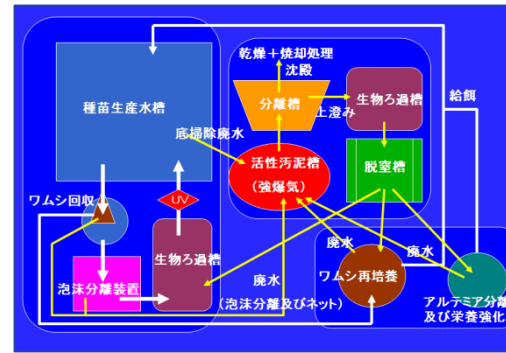 乾燥＋焼却処理
沈殿
種苗生産水槽
分離槽
生物ろ過槽
給餌
上澄み
底掃除廃水
活性汚泥槽
（強爆気）
脱窒槽
ワムシ回収
UV
廃水
廃水
生物ろ過槽
廃水
ワムシ再培養
泡沫分離装置
（泡沫分離及びネット）
アルテミア分離
及び栄養強化